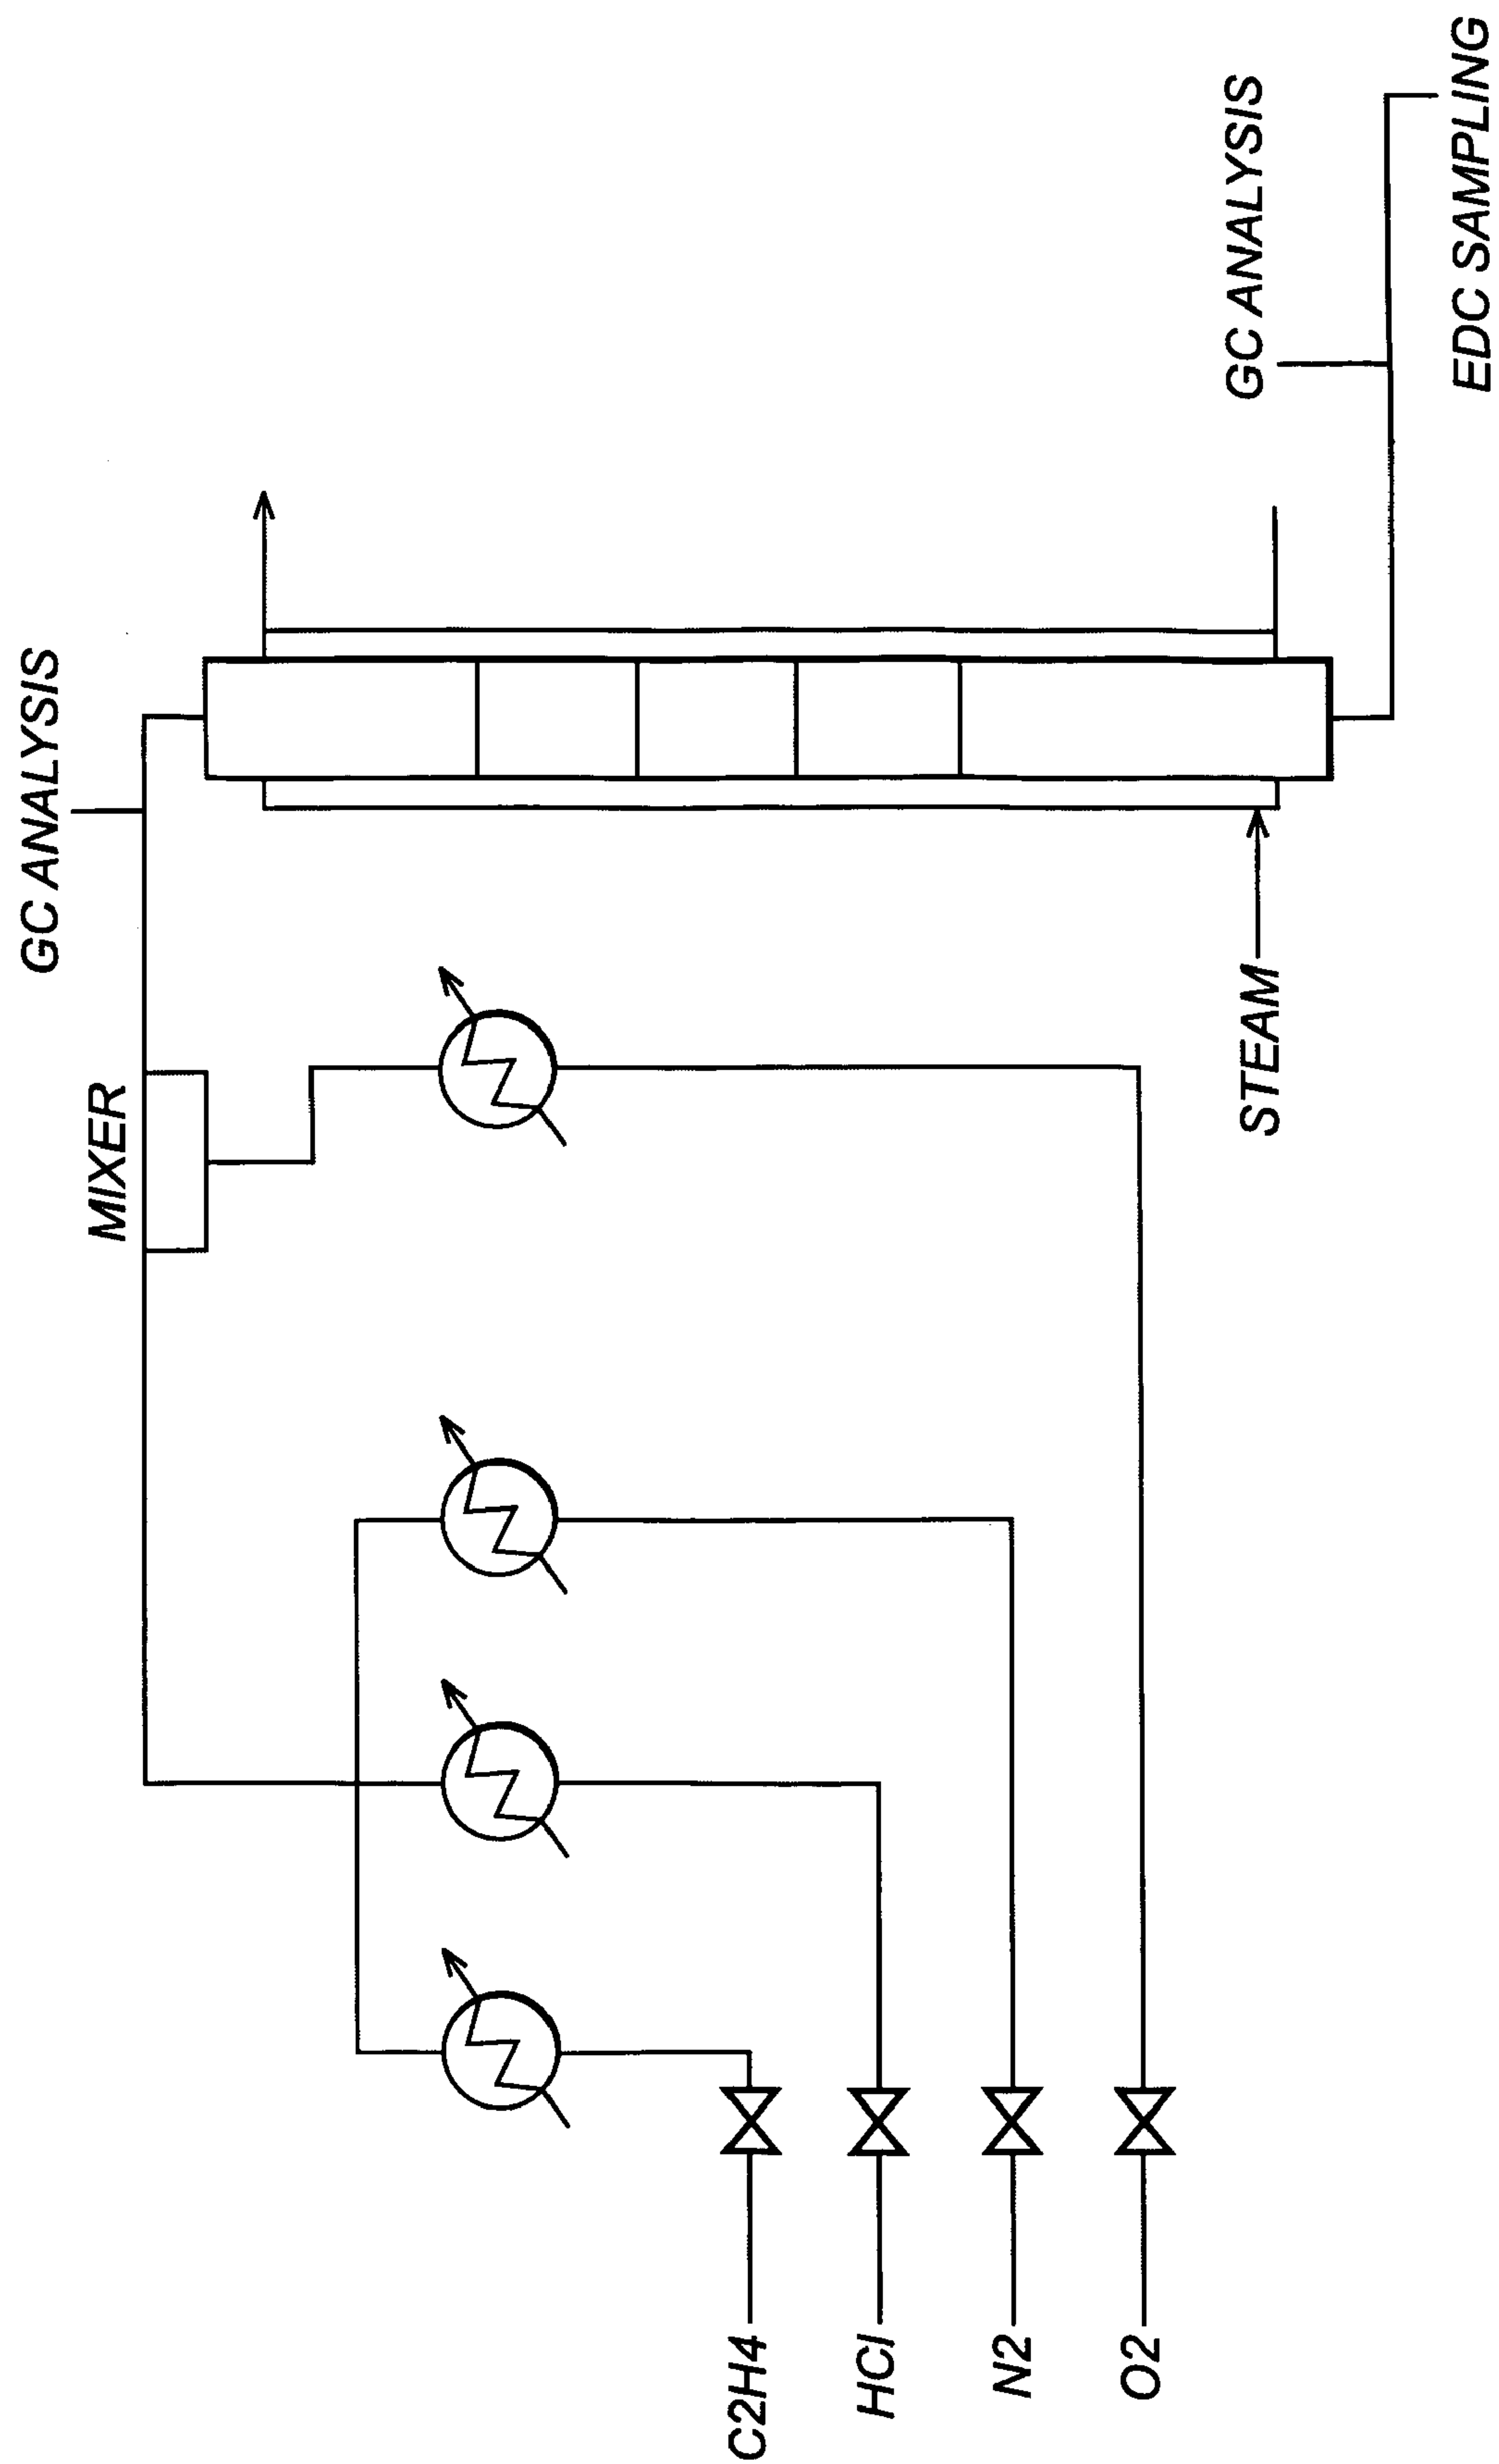 GC ANALYSIS
MIXER
C2H4
HCl
N2
O2
STEAM
GC ANALYSIS
EDC SAMPLING